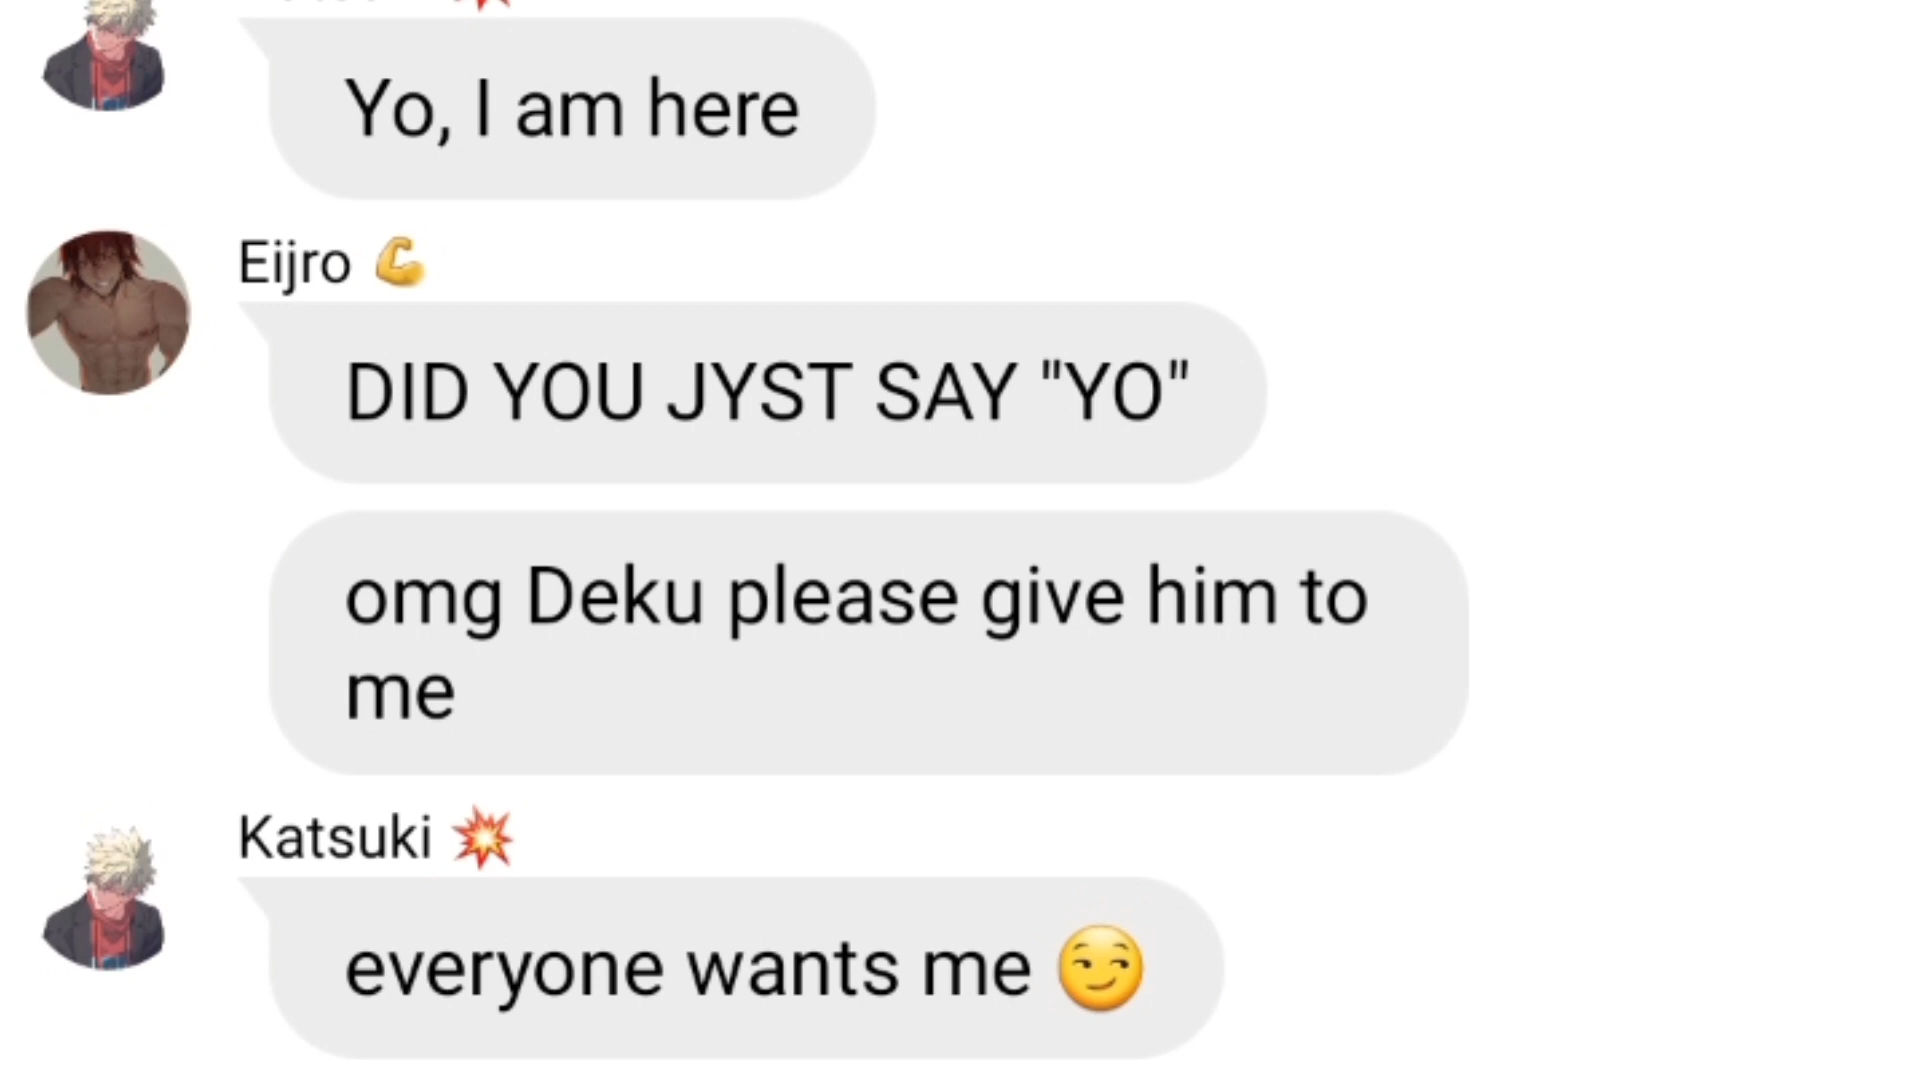 Yo, I am here
Eijro 💪
DID YOU JYST SAY "YO"
omg Deku please give him to
me
Katsuki 💥
everyone wants me 😏